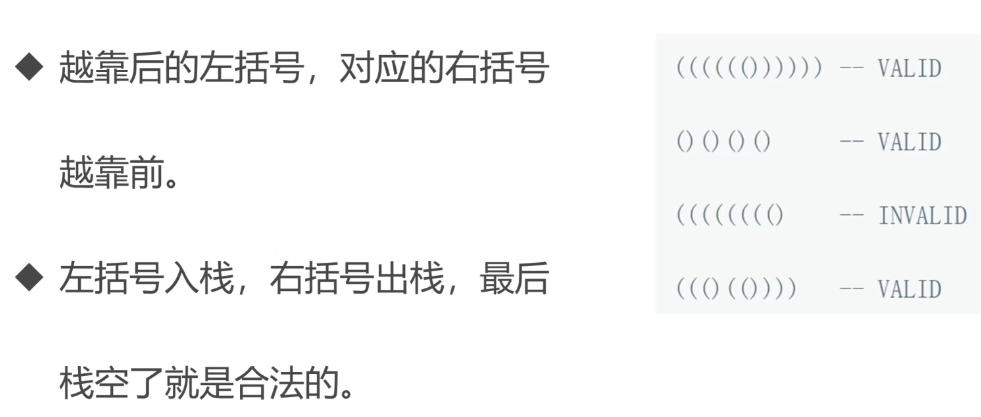 ◆ 越靠后的左括号，对应的右括号
越靠前。
◆ 左括号入栈，右括号出栈，最后
栈空了就是合法的。
(((((()))))) -- VALID
()()()()     -- VALID
(((((((()    -- INVALID
((()(())))   -- VALID